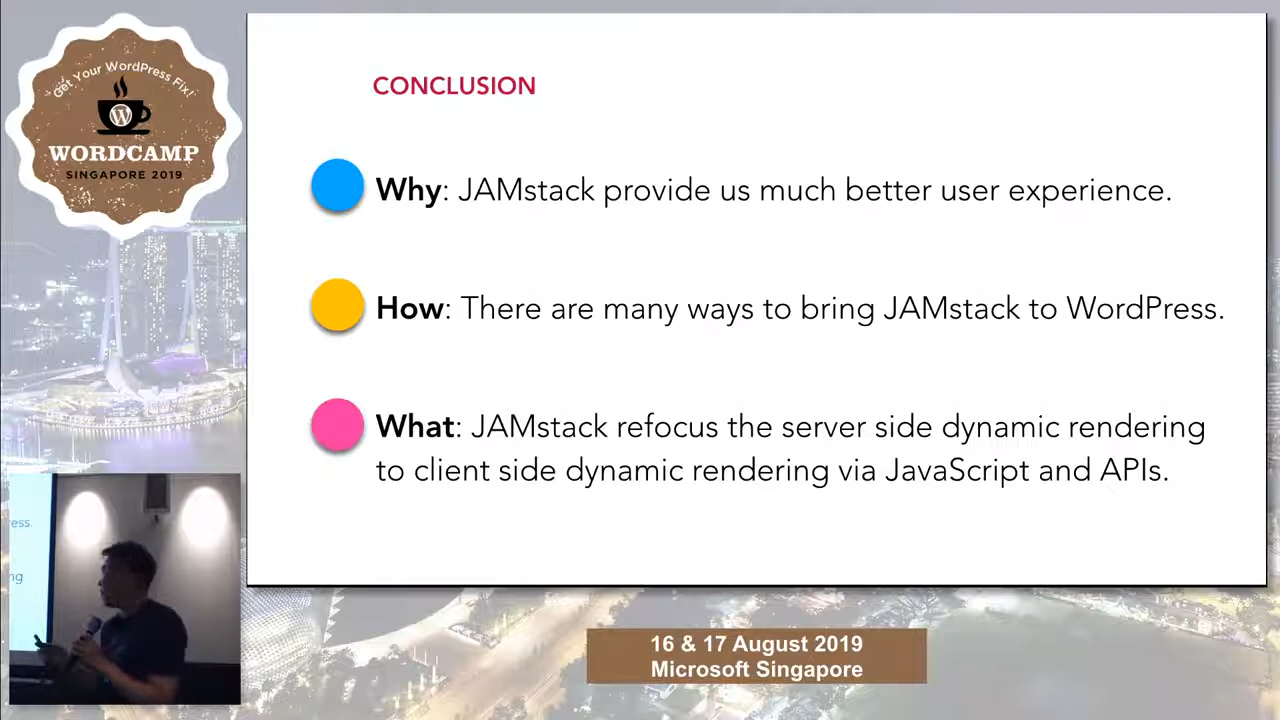 Get Your WordPress Fix!
W
WORDCAMP
SINGAPORE 2019
CONCLUSION
Why: JAMstack provide us much better user experience.
How: There are many ways to bring JAMstack to WordPress.
What: JAMstack refocus the server side dynamic rendering
to client side dynamic rendering via JavaScript and APIs.
ess.
ng
16 & 17 August 2019
Microsoft Singapore